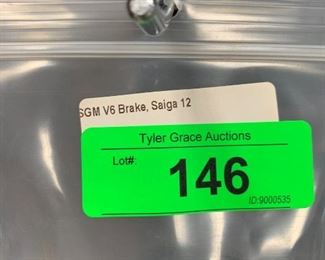 SGM V6 Brake, Saiga 12
Tyler Grace Auctions
Lot#:
146
ID:9000535